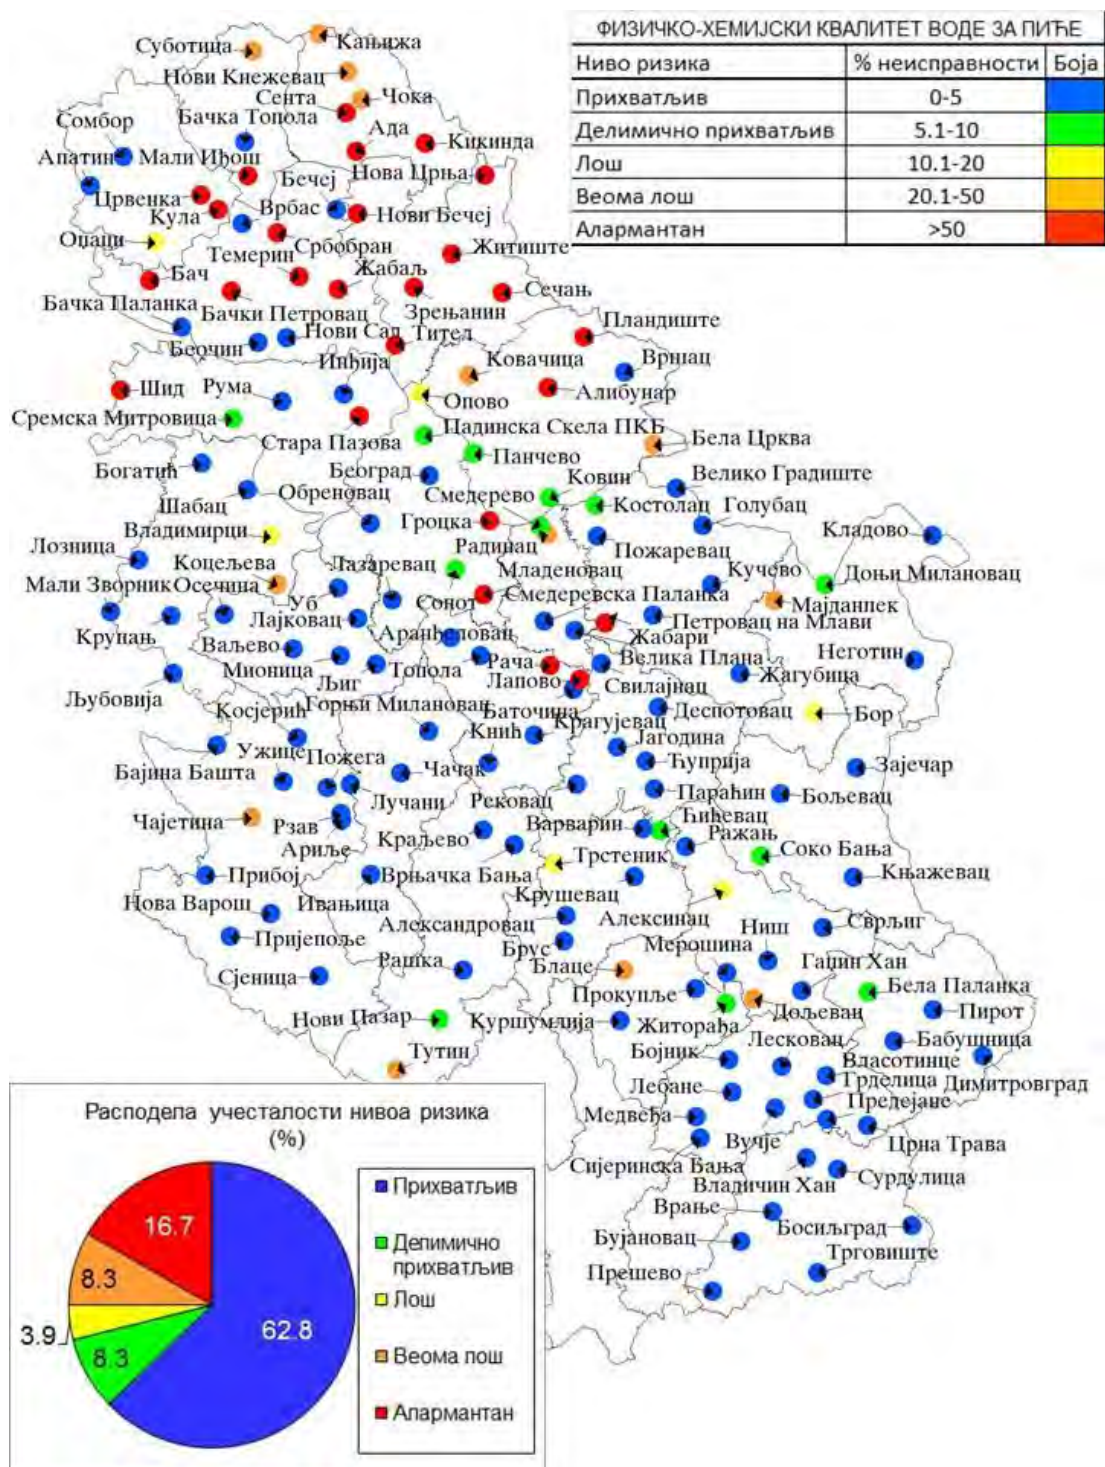 ФИЗИЧКО-ХЕМИЈСКИ КВАЛИТЕТ ВОДЕ ЗА ПИЋЕ
Ниво ризика % неисправности Боја
Прихватљив 0-5
Делимично прихватљив 5.1-10
Лош 10.1-20
Веома лош 20.1-50
Алармантан >50
Суботица
Кањижа
Нови Кнежевац
Сента
Чока
Сомбор
Бачка Топола
Ада
Кикинда
Апатин
Мали Иђош
Бечеј
Нова Црња
Црвенка
Кула
Врбас
Нови Бечеј
Оџаци
Србобран
Житиште
Темерин
Жабаљ
Бач
Сечањ
Бачка Паланка
Бачки Петровац
Зрењанин
Пландиште
Нови Сад
Тител
Беочин
Ковачица
Вршац
Инђија
Шид
Рума
Опово
Алибунар
Сремска Митровица
Падинска Скела ПКБ
Стара Пазова
Бела Црква
Панчево
Богатић
Београд
Ковин
Велико Градиште
Шабац
Обреновац
Смедерево
Костолац
Голубац
Владимирци
Гроцка
Кладово
Лозница
Радинац
Пожаревац
Коцељева
Лазаревац
Младеновац
Кучево
Доњи Милановац
Мали Зворник
Осечина
Уб
Сопот
Смедеревска Паланка
Мајданпек
Крупањ
Лајковац
Аранђеловац
Петровац на Млави
Ваљево
Жабари
Неготин
Мионица
Љиг
Топола
Рача
Велика Плана
Жагубица
Љубовија
Лапово
Свилајнац
Косјерић
Горњи Милановац
Баточина
Деспотовац
Бор
Кнић
Крагујевац
Јагодина
Ужице
Пожега
Ћуприја
Зајечар
Бајина Башта
Чачак
Лучани
Рековац
Параћин
Бољевац
Чајетина
Рзав
Варварин
Ћићевац
Ариље
Краљево
Ражањ
Трстеник
Соко Бања
Прибој
Врњачка Бања
Књажевац
Нова Варош
Ивањица
Крушевац
Александровац
Алексинац
Сврљиг
Пријепоље
Брус
Мерошина
Ниш
Сјеница
Рашка
Блаце
Гаџин Хан
Прокупље
Бела Паланка
Нови Пазар
Куршумлија
Житорађа
Дољевац
Пирот
Тутин
Бојник
Лесковац
Бабушница
Власотинце
Лебане
Грделица
Димитровград
Медвеђа
Предејане
Вучје
Црна Трава
Сијеринска Бања
Владичин Хан
Сурдулица
Врање
Босиљград
Бујановац
Трговиште
Прешево
Расподела учесталости нивоа ризика
(%)
16.7
8.3
3.9
8.3
62.8
Прихватљив
Делимично
прихватљив
Лош
Веома лош
Алармантан